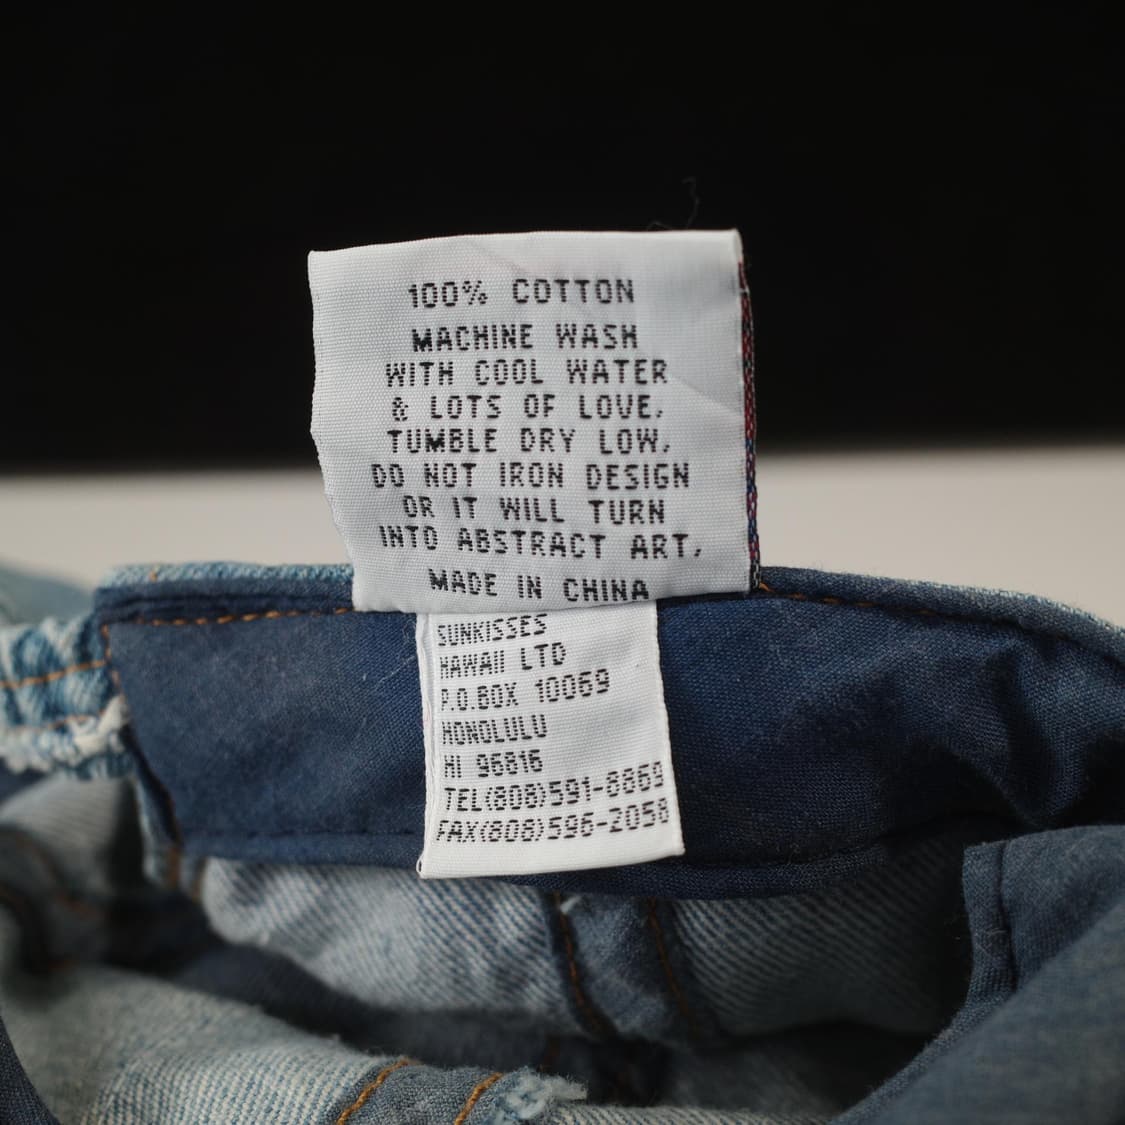 100% COTTON
MACHINE WASH
WITH COOL WATER
& LOTS OF LOVE,
TUMBLE DRY LOW,
DO NOT IRON DESIGN
OR IT WILL TURN
INTO ABSTRACT ART,
MADE IN CHINA
SUNKISSES
HAWAII LTD
P.O.BOX 10069
HONOLULU
HI 96816
TEL(808)591-8869
FAX(808)596-2058